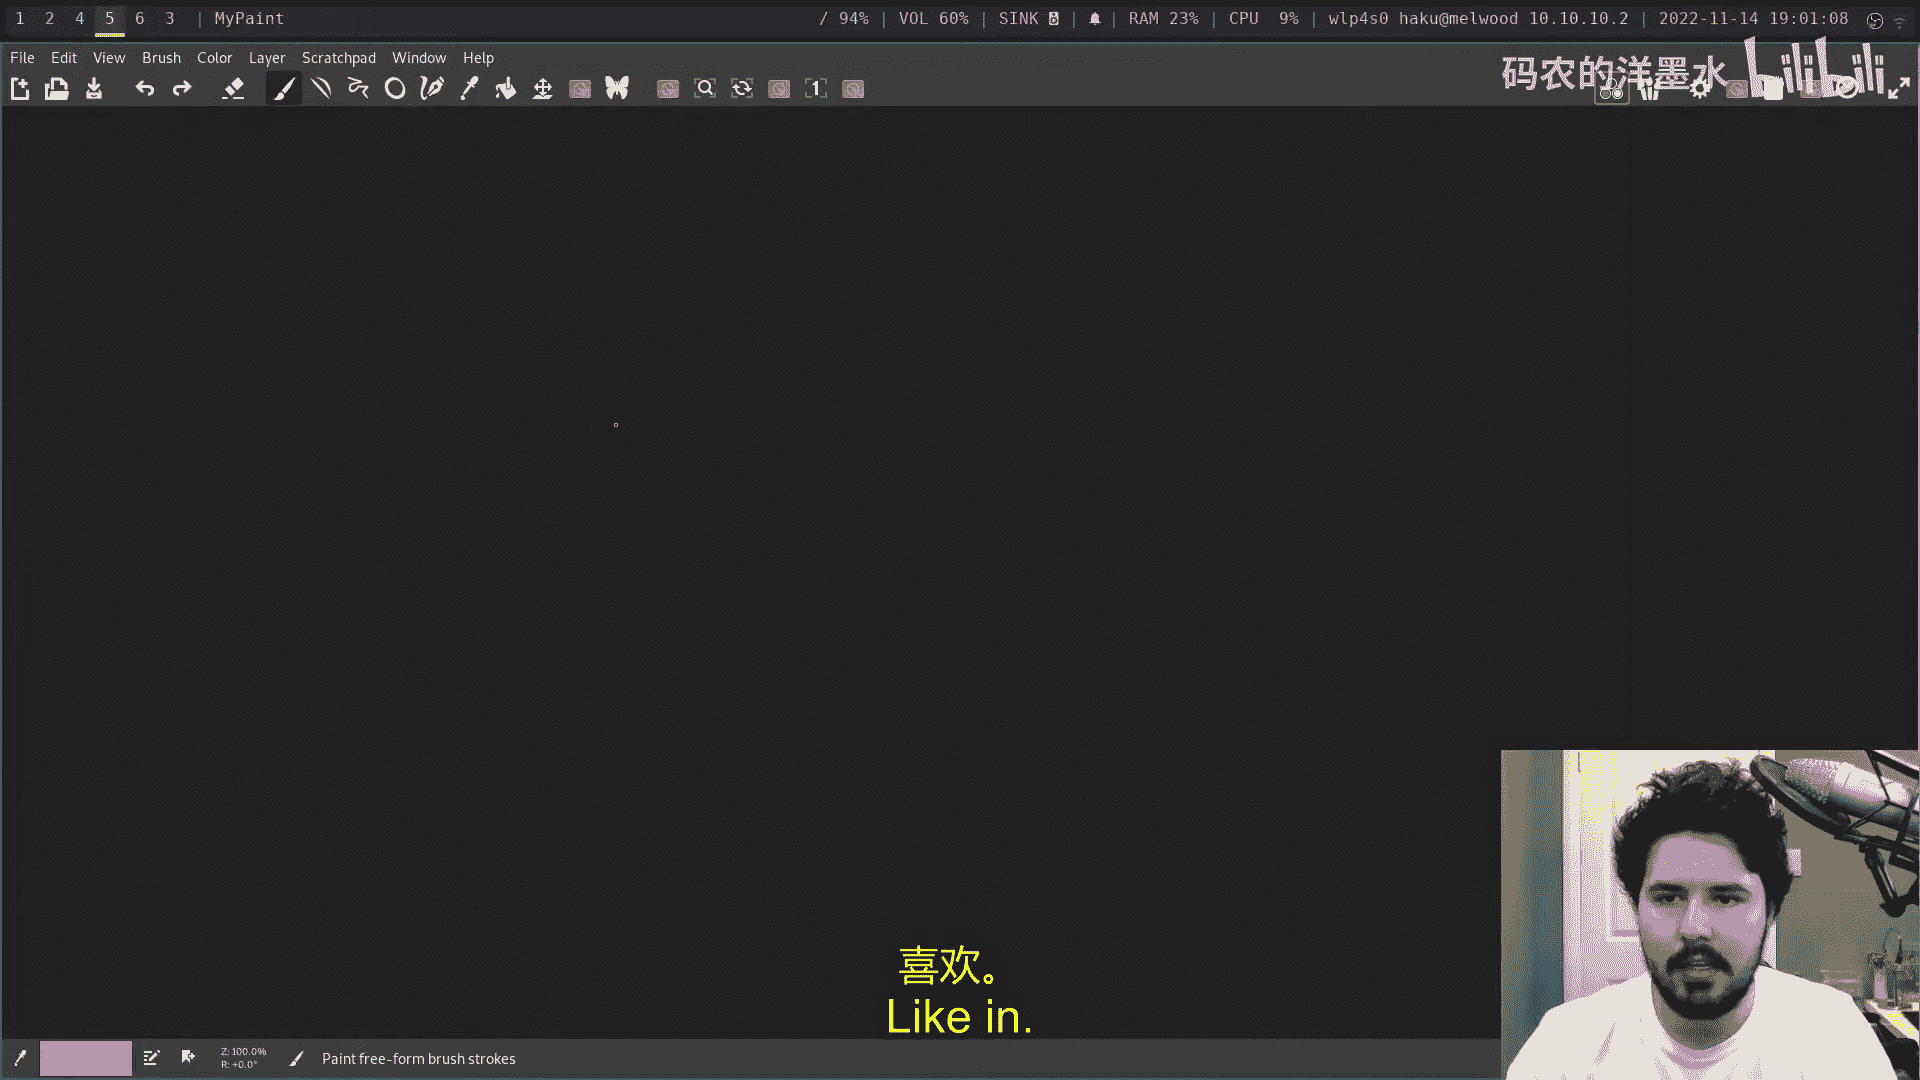 1 2 4 5 6 3 | MyPaint / 94% | VOL 60% | SINK | | RAM 23% | CPU 9% | wlp4s0 haku@melwood 10.10.10.2 | 2022-11-14 19:01:08
File Edit View Brush Color Layer Scratchpad Window Help
码农的洋墨水 bilibili
1
喜欢。
Like in.
Z: 100.0%
R: +0.0°
Paint free-form brush strokes